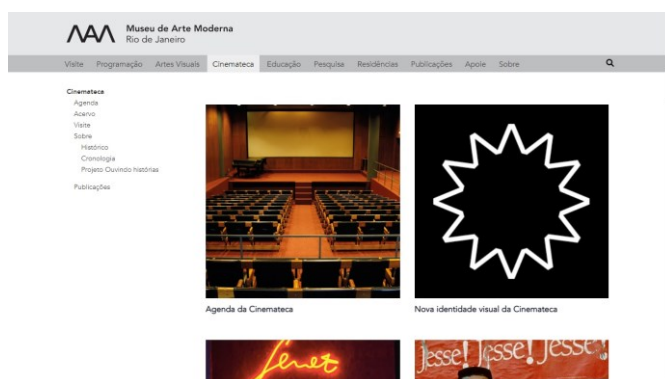 Museu de Arte Moderna
Rio de Janeiro
Visite Programação Artes Visuais Cinemateca Educação Pesquisa Residências Publicações Apoie Sobre
Cinemateca
Agenda
Acervo
Visite
Sobre
Histórico
Cronologia
Projeto Ouvindo histórias
Publicações
Agenda da Cinemateca
Nova identidade visual da Cinemateca
Jesse! Jesse! Jesse